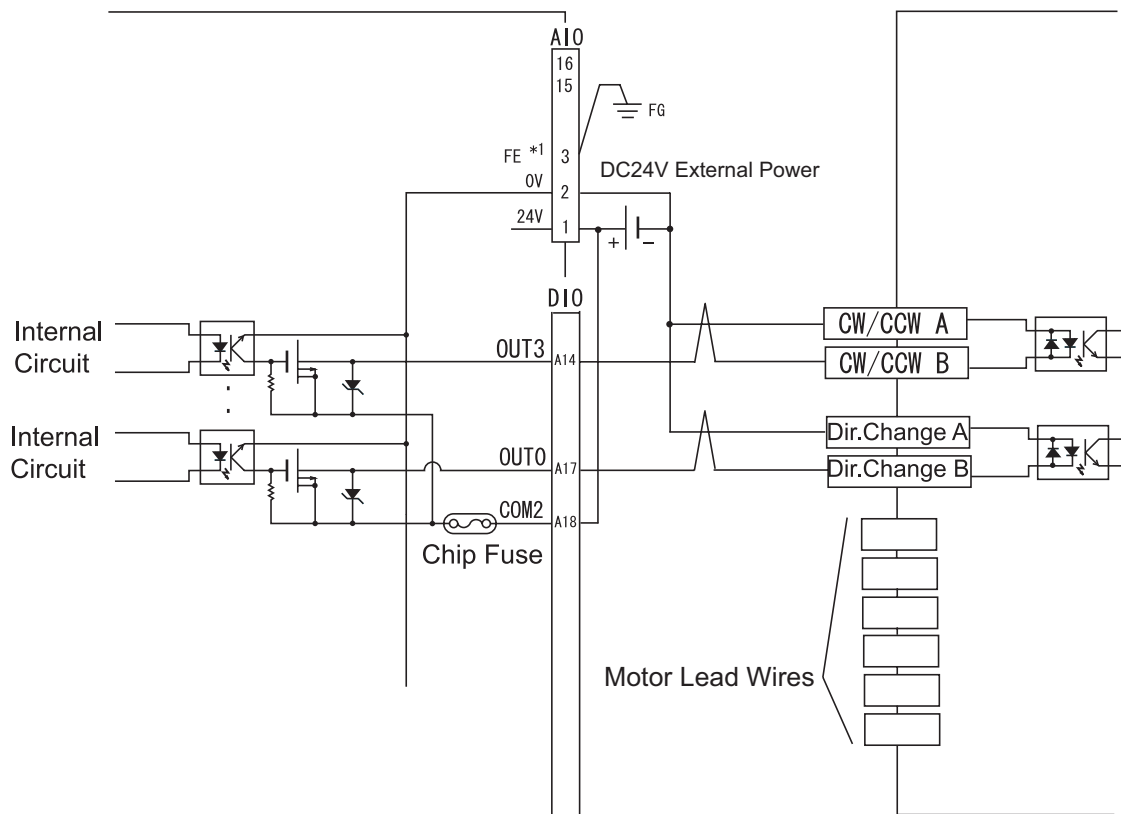 AIO
16
15
FG
FE *1
3
DC24V External Power
0V
2
24V
1
+
−
DIO
Internal
Circuit
OUT3
A14
CW/CCW A
CW/CCW B
Internal
Circuit
OUT0
A17
Dir.Change A
Dir.Change B
COM2
A18
Chip Fuse
Motor Lead Wires